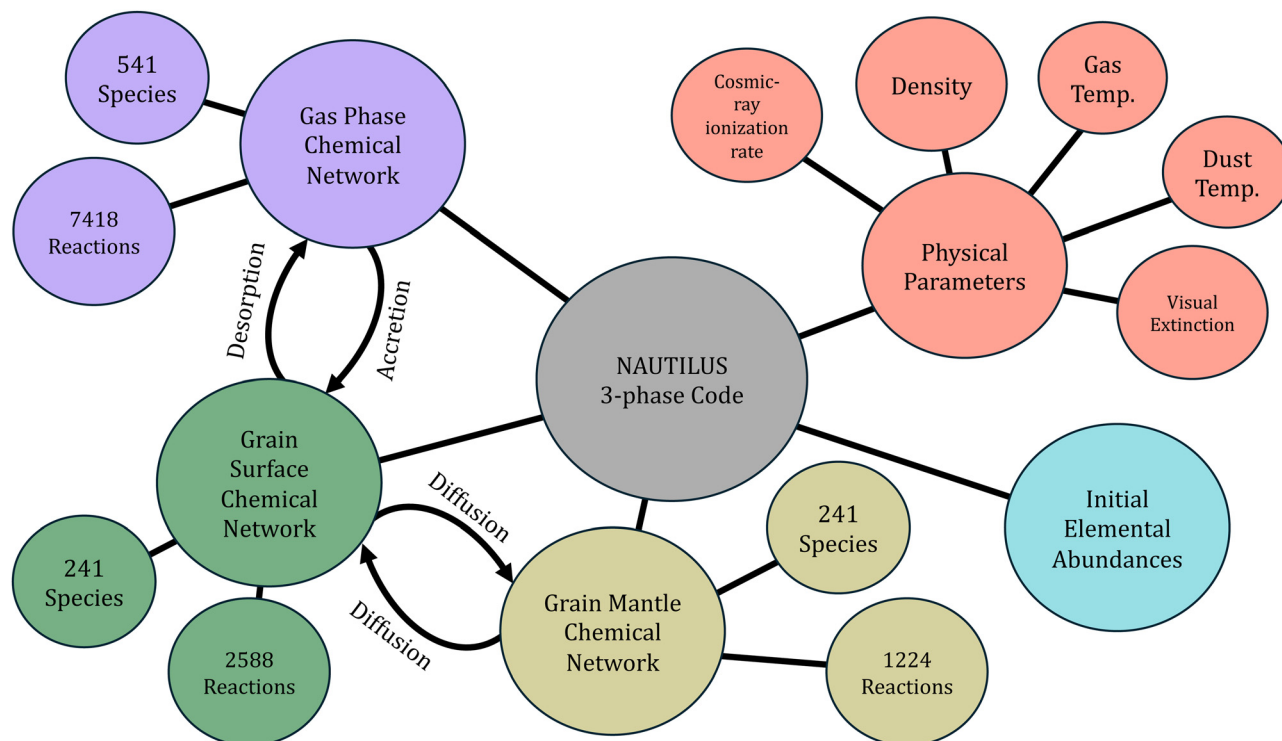 541
Species
7418
Reactions
Gas Phase
Chemical
Network
Desorption
Accretion
Cosmic-
ray
ionization
rate
Density
Gas
Temp.
Dust
Temp.
Physical
Parameters
Visual
Extinction
NAUTILUS
3-phase Code
Grain
Surface
Chemical
Network
241
Species
2588
Reactions
Diffusion
Diffusion
Grain Mantle
Chemical
Network
241
Species
1224
Reactions
Initial
Elemental
Abundances